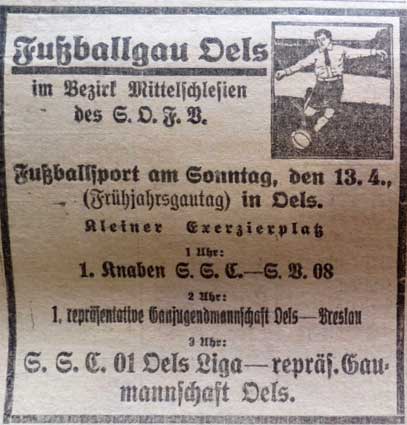 Fußballgau Oels
im Bezirk Mittelschlesien
des S. O. F. V.
Fußballsport am Sonntag, den 13. 4.,
(Frühjahrsgautag) in Oels.
Kleiner Exerzierplatz
1 Uhr:
1. Knaben S. S. C.—S. V. 08
2 Uhr:
1. repräsentative Gaujugendmannschaft Oels—Breslau
3 Uhr:
S. S. C. 01 Oels Liga—repräs. Gau-
mannschaft Oels.